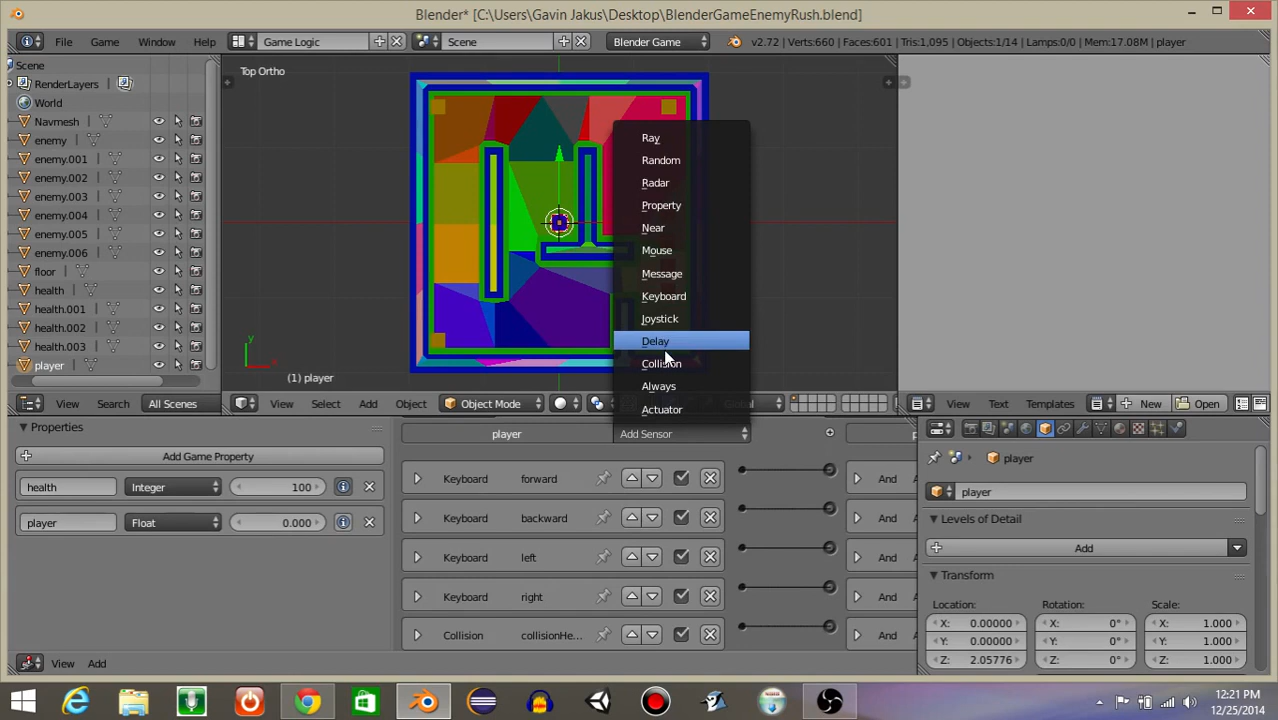 Blender* [C:\Users\Gavin Jakus\Desktop\BlenderGameEnemyRush.blend]
File Game Window Help Game Logic Scene Blender Game v2.72 | Verts:660 | Faces:601 | Tris:1,095 | Objects:1/14 | Lamps:0/0 | Mem:17.08M | player
Scene
RenderLayers
World
Navmesh
enemy
enemy.001
enemy.002
enemy.003
enemy.004
enemy.005
enemy.006
floor
health
health.001
health.002
health.003
player
View Search All Scenes
Top Ortho
y
x
(1) player
Ray
Random
Radar
Property
Near
Mouse
Message
Keyboard
Joystick
Delay
Collision
Always
Actuator
View Select Add Object Object Mode Global
View Text Templates New Open
Properties
Add Game Property
health Integer 100
player Float 0.000
View Add
player Add Sensor
Keyboard forward And
Keyboard backward And
Keyboard left And
Keyboard right And
Collision collisionHe... And
player
player
Levels of Detail
Add
Transform
Location: Rotation: Scale:
X: 0.00000 X: 0° X: 1.000
Y: 0.00000 Y: 0° Y: 1.000
Z: 2.05776 Z: 0° Z: 1.000
12:21 PM
12/25/2014